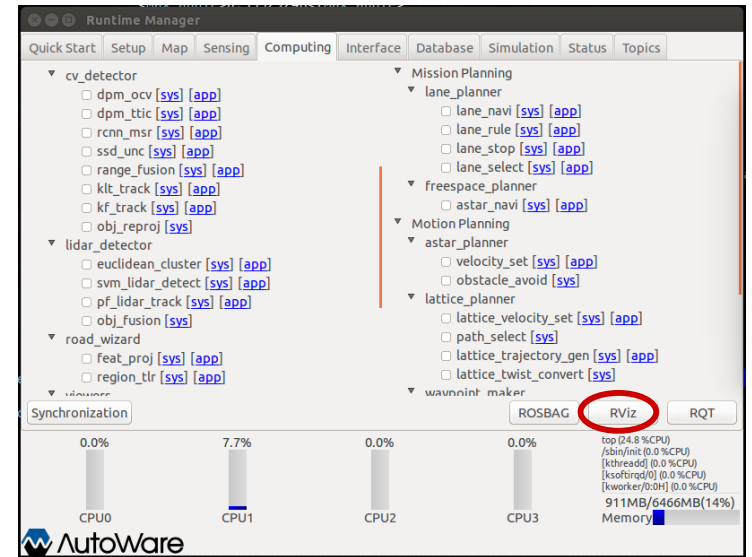 Runtime Manager
Quick Start Setup Map Sensing Computing Interface Database Simulation Status Topics
cv_detector
dpm_ocv [sys] [app]
dpm_ttic [sys] [app]
rcnn_msr [sys] [app]
ssd_unc [sys] [app]
range_fusion [sys] [app]
klt_track [sys] [app]
kf_track [sys] [app]
obj_reproj [sys]
lidar_detector
euclidean_cluster [sys] [app]
svm_lidar_detect [sys] [app]
pf_lidar_track [sys] [app]
obj_fusion [sys]
road_wizard
feat_proj [sys] [app]
region_tlr [sys] [app]
viewers
Mission Planning
lane_planner
lane_navi [sys] [app]
lane_rule [sys] [app]
lane_stop [sys] [app]
lane_select [sys] [app]
freespace_planner
astar_navi [sys] [app]
Motion Planning
astar_planner
velocity_set [sys] [app]
obstacle_avoid [sys]
lattice_planner
lattice_velocity_set [sys] [app]
path_select [sys]
lattice_trajectory_gen [sys] [app]
lattice_twist_convert [sys]
waypoint_maker
Synchronization ROSBAG RViz RQT
0.0% 7.7% 0.0% 0.0%
CPU0 CPU1 CPU2 CPU3
top (24.8 %CPU)
/sbin/init (0.0 %CPU)
[kthreadd] (0.0 %CPU)
[ksoftirqd/0] (0.0 %CPU)
[kworker/0:0H] (0.0 %CPU)
911MB/6466MB(14%)
Memory
AutoWare